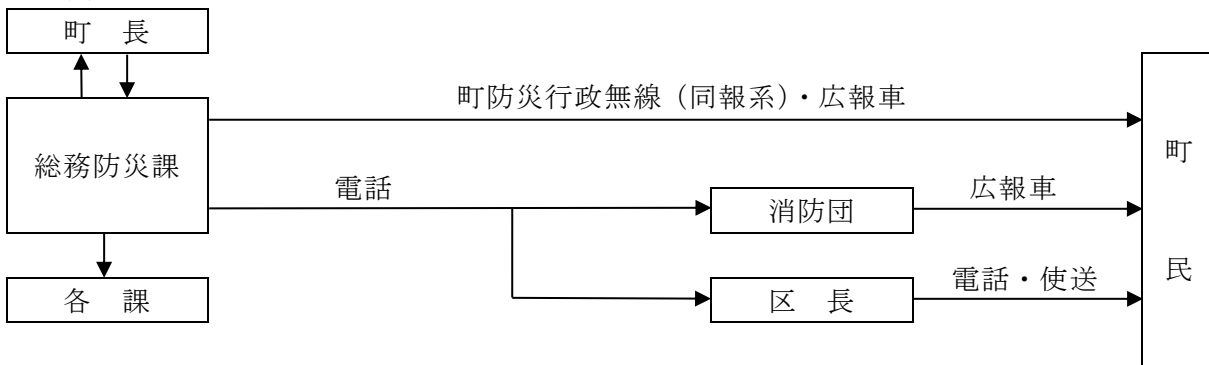 町　長
町防災行政無線（同報系）・広報車
総務防災課
電話
消防団
広報車
各　課
区　長
電話・使送
町民